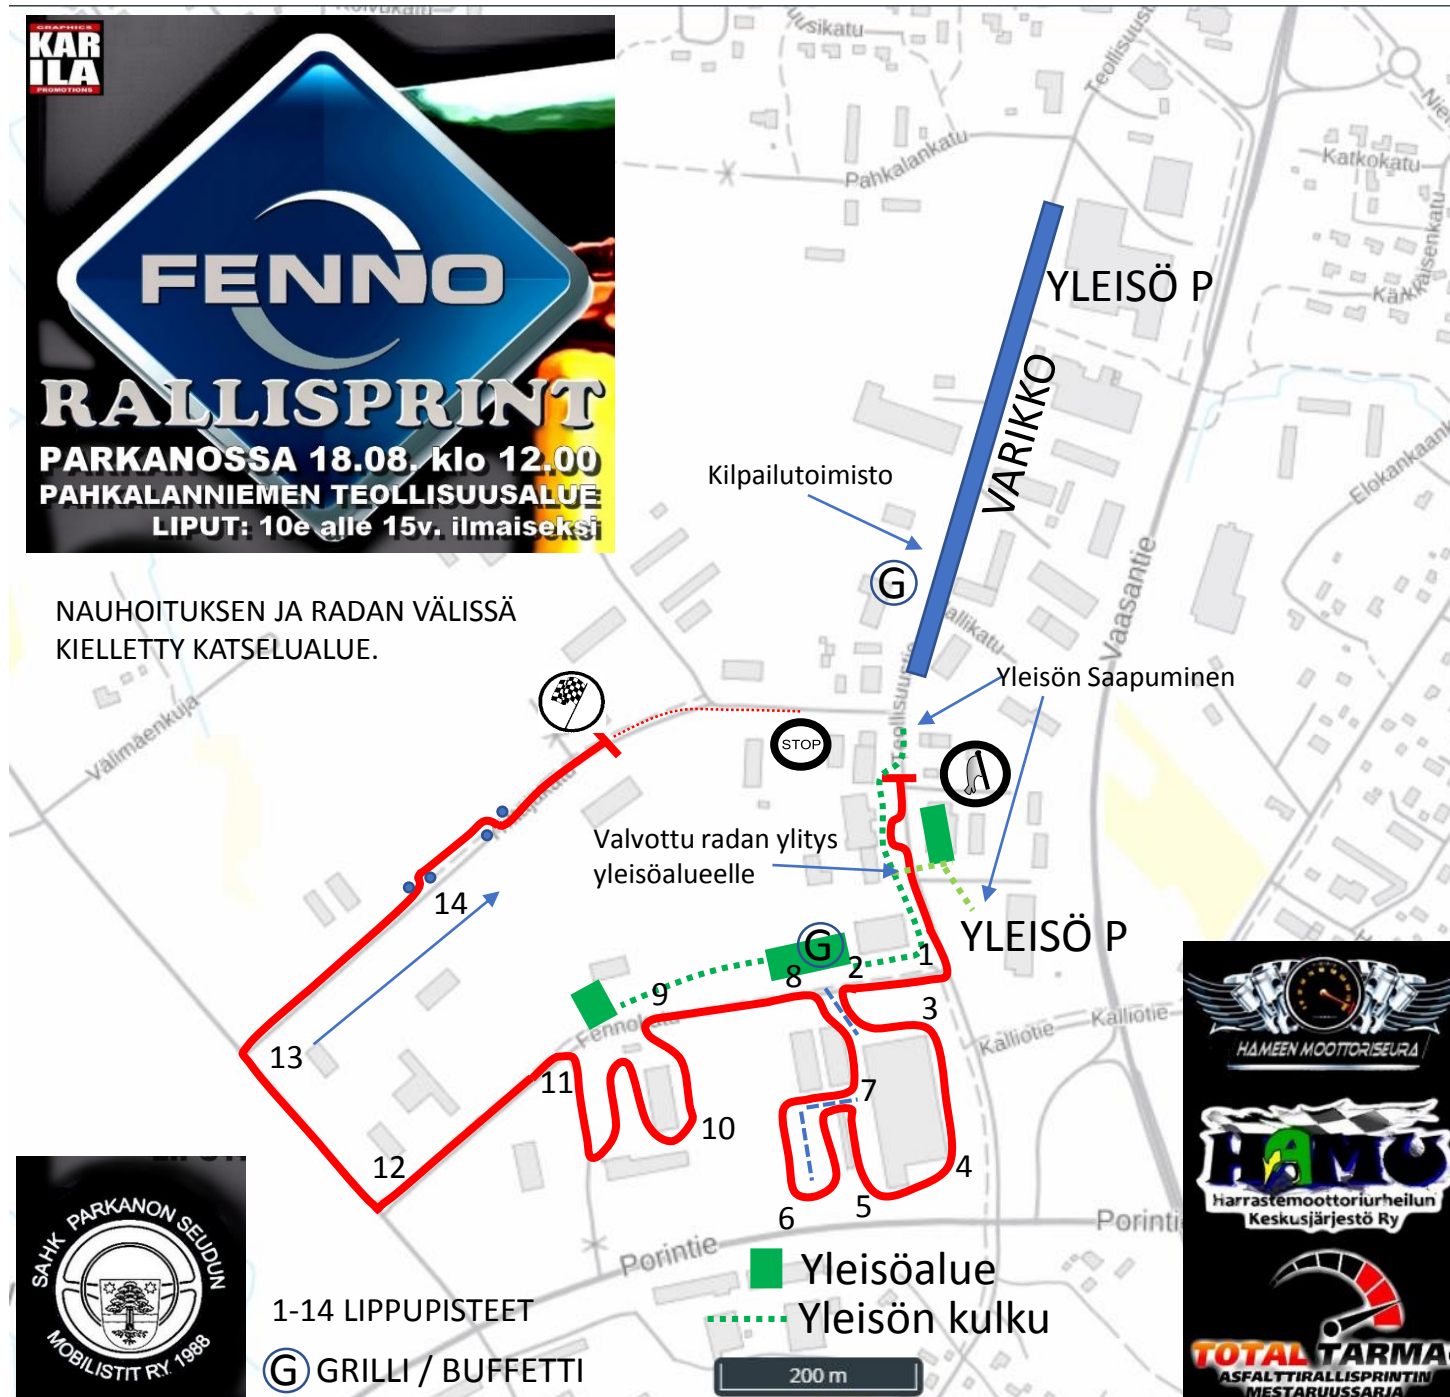 GRAPHICS
KAR
ILA
PROMOTIONS
FENNO
RALLISPRINT
PARKANOSSA 18.08. klo 12.00
PAHKALANNIEMEN TEOLLISUUSALUE
LIPUT: 10e alle 15v. ilmaiseksi
NAUHOITUKSEN JA RADAN VÄLISSÄ
KIELLETTY KATSELUALUE.
Pahkalankatu
Katkokatu
YLEISÖ P
VARIKKO
Kilpailutoimisto
G
Vaasantie
Teollisuustie
Yleisön Saapuminen
Välimäenkuja
STOP
Valvottu radan ylitys
yleisöalueelle
YLEISÖ P
G
Kalliotie
Kalliotie
1
2
3
4
5
6
7
8
9
10
11
12
13
14
Porintie
Yleisöalue
Yleisön kulku
1-14 LIPPUPISTEET
G GRILLI / BUFFETTI
200 m
SAHK PARKANON SEUDUN
MOBILISTIT R.Y. 1988
HÄMEEN MOOTTORISEURA
HAMU
Harrastemoottoriurheilun
Keskusjärjestö Ry
TOTAL TARMAC
ASFALTTIRALLISPRINTIN
MESTARUUSSARJA